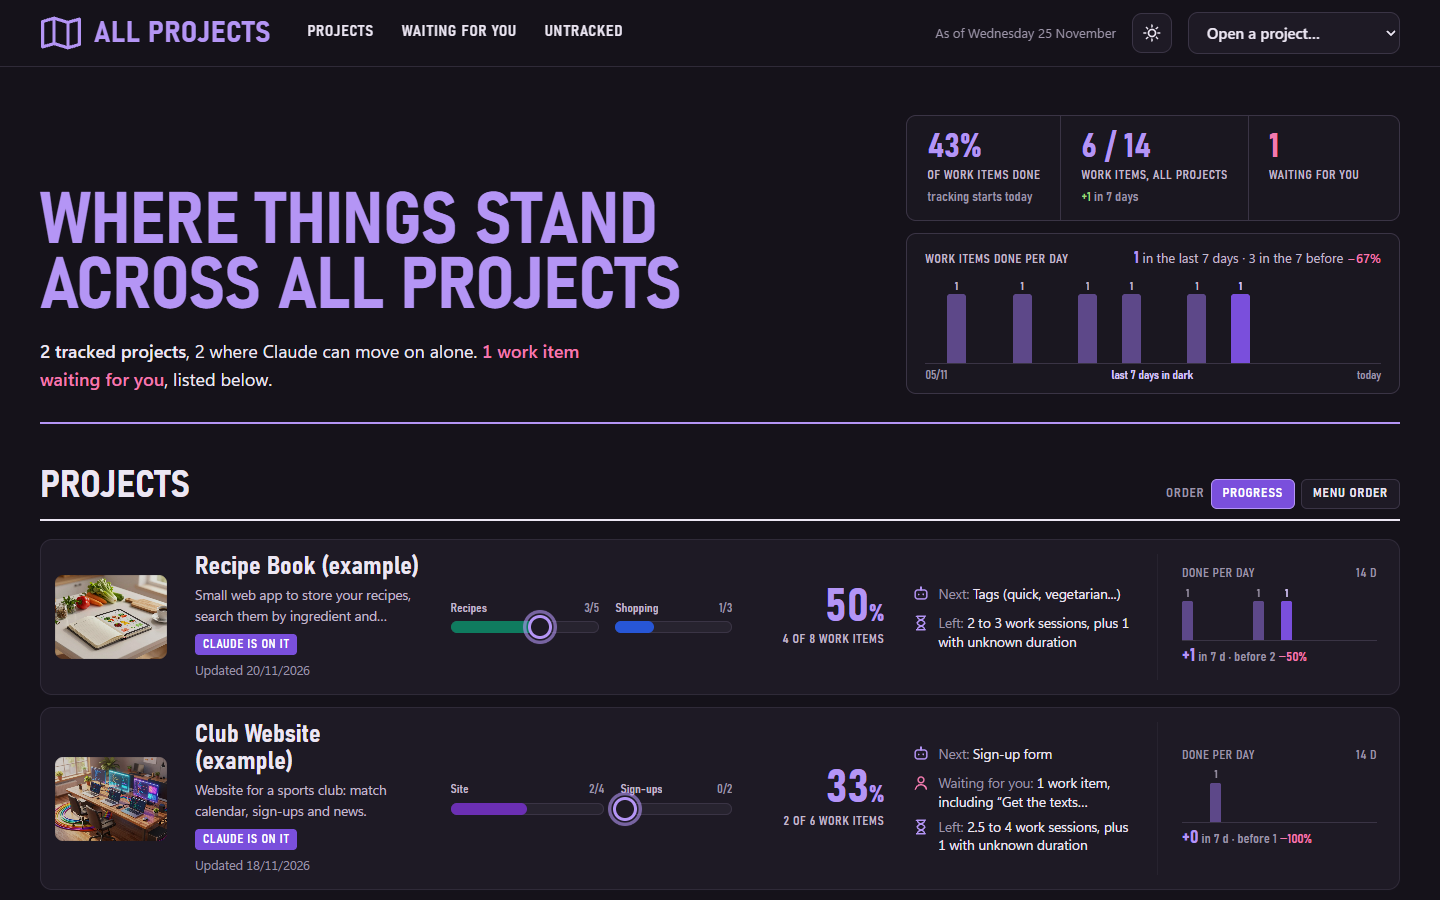 ALL PROJECTS
PROJECTS
WAITING FOR YOU
UNTRACKED
As of Wednesday 25 November
Open a project...
WHERE THINGS STAND
ACROSS ALL PROJECTS
2 tracked projects, 2 where Claude can move on alone. 1 work item
waiting for you, listed below.
43%
OF WORK ITEMS DONE
tracking starts today
6 / 14
WORK ITEMS, ALL PROJECTS
+1 in 7 days
1
WAITING FOR YOU
WORK ITEMS DONE PER DAY
1 in the last 7 days · 3 in the 7 before −67%
1 1 1 1 1 1
05/11
last 7 days in dark
today
PROJECTS
ORDER
PROGRESS
MENU ORDER
Recipe Book (example)
Small web app to store your recipes,
search them by ingredient and...
CLAUDE IS ON IT
Updated 20/11/2026
Recipes 3/5
Shopping 1/3
50%
4 OF 8 WORK ITEMS
Next: Tags (quick, vegetarian...)
Left: 2 to 3 work sessions, plus 1
with unknown duration
DONE PER DAY 14 D
1 1 1
+1 in 7 d · before 2 −50%
Club Website
(example)
Website for a sports club: match
calendar, sign-ups and news.
CLAUDE IS ON IT
Updated 18/11/2026
Site 2/4
Sign-ups 0/2
33%
2 OF 6 WORK ITEMS
Next: Sign-up form
Waiting for you: 1 work item,
including “Get the texts...
Left: 2.5 to 4 work sessions, plus
1 with unknown duration
DONE PER DAY 14 D
1
+0 in 7 d · before 1 −100%